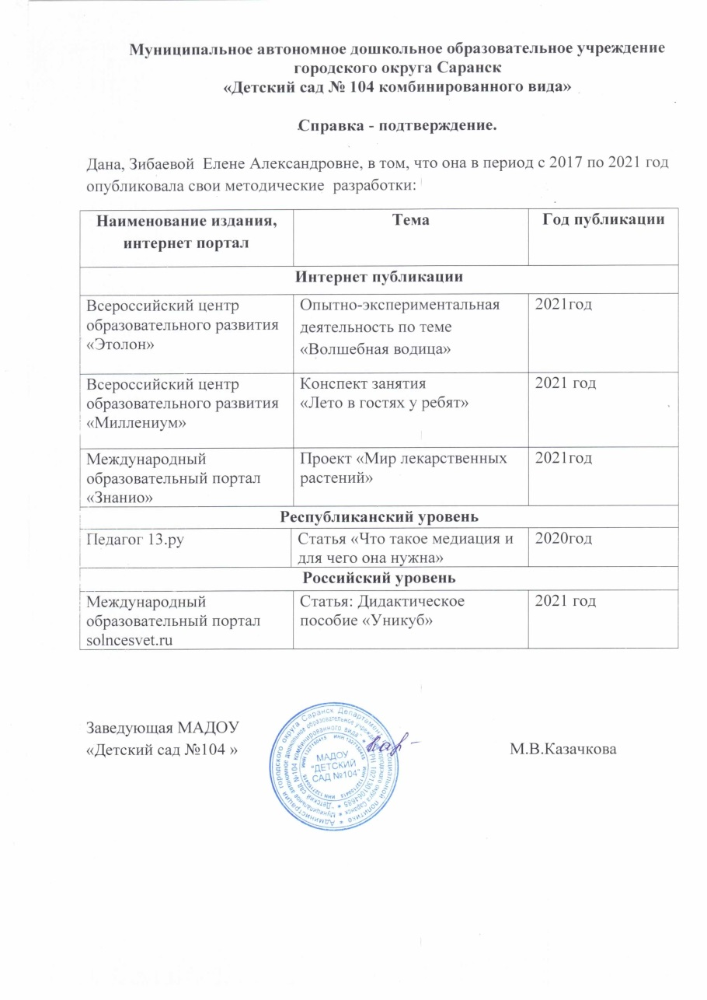 Муниципальное автономное дошкольное образовательное учреждение
городского округа Саранск
«Детский сад № 104 комбинированного вида»
Справка - подтверждение.
Дана, Зибаевой Елене Александровне, в том, что она в период с 2017 по 2021 год
опубликовала свои методические разработки:
Наименование издания,
интернет портал
Тема
Год публикации
Интернет публикации
Всероссийский центр
образовательного развития
«Этолон»
Опытно-экспериментальная
деятельность по теме
«Волшебная водица»
2021год
Всероссийский центр
образовательного развития
«Миллениум»
Конспект занятия
«Лето в гостях у ребят»
2021 год
Международный
образовательный портал
«Знанио»
Проект «Мир лекарственных
растений»
2021год
Республиканский уровень
Педагог 13.ру
Статья «Что такое медиация и
для чего она нужна»
2020год
Российский уровень
Международный
образовательный портал
solncesvet.ru
Статья: Дидактическое
пособие «Уникуб»
2021 год
Заведующая МАДОУ
«Детский сад №104 »
М.В.Казачкова
МАДОУ
"ДЕТСКИЙ
САД №104"